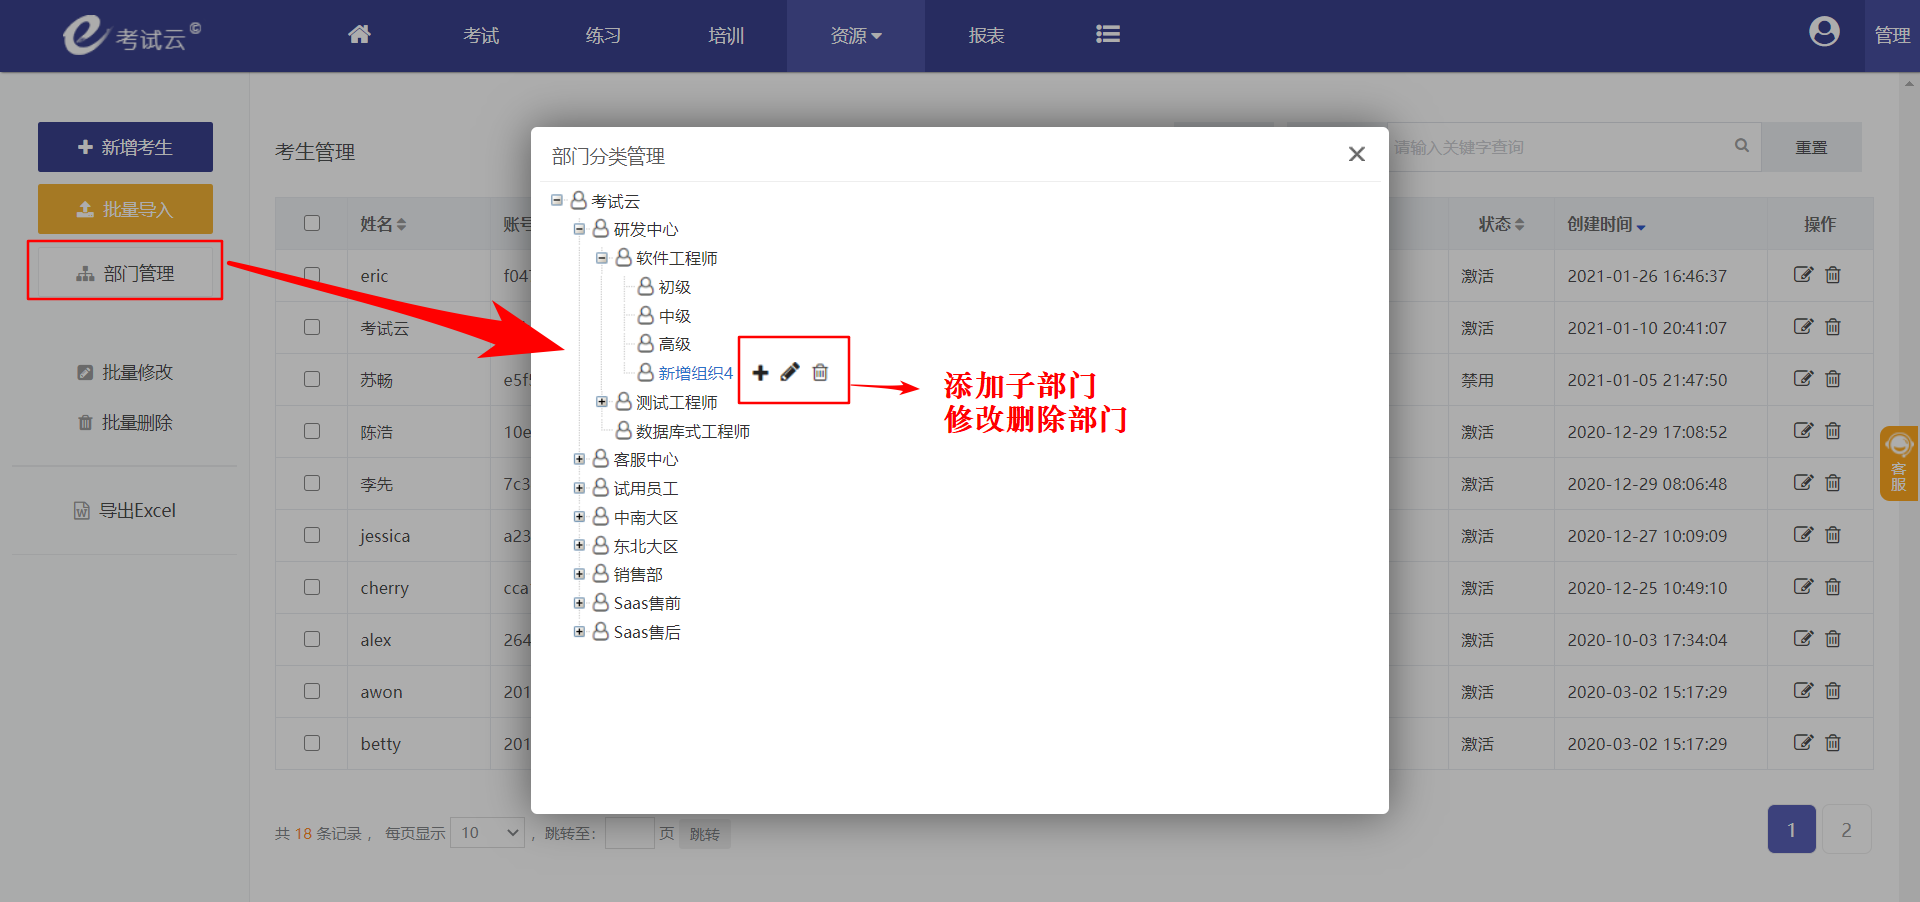 考试云©
考试
练习
培训
资源
报表
管理
新增考生
批量导入
部门管理
批量修改
批量删除
导出Excel
考生管理
请输入关键字查询
重置
姓名
账号
状态
创建时间
操作
eric
f047
激活
2021-01-26 16:46:37
考试云
激活
2021-01-10 20:41:07
苏畅
e5f5
禁用
2021-01-05 21:47:50
陈浩
10e
激活
2020-12-29 17:08:52
李先
7c3
激活
2020-12-29 08:06:48
jessica
a23
激活
2020-12-27 10:09:09
cherry
cca
激活
2020-12-25 10:49:10
alex
264
激活
2020-10-03 17:34:04
awon
201
激活
2020-03-02 15:17:29
betty
201
激活
2020-03-02 15:17:29
部门分类管理
考试云
研发中心
软件工程师
初级
中级
高级
新增组织4
测试工程师
数据库式工程师
客服中心
试用员工
中南大区
东北大区
销售部
Saas售前
Saas售后
添加子部门
修改删除部门
客服
共 18 条记录 ，每页显示 10 ，跳转至: 页 跳转
1
2